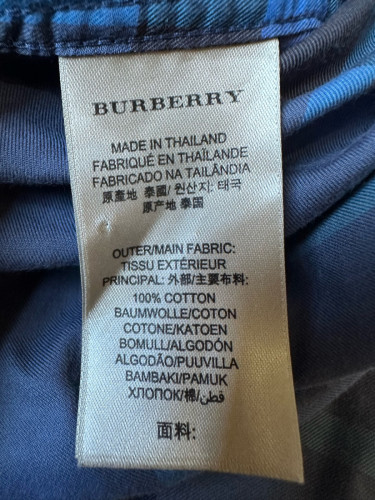 BURBERRY
MADE IN THAILAND
FABRIQUÉ EN THAÏLANDE
FABRICADO NA TAILÂNDIA
原產地 泰國/ 원산지: 태국
原产地 泰国
OUTER/MAIN FABRIC:
TISSU EXTÉRIEUR
PRINCIPAL: 外部/主要布料:
100% COTTON
BAUMWOLLE/COTON
COTONE/KATOEN
BOMULL/ALGODÓN
ALGODÃO/PUUVILLA
BAMBAKI/PAMUK
ХЛОПОК/棉/قطن
面料: